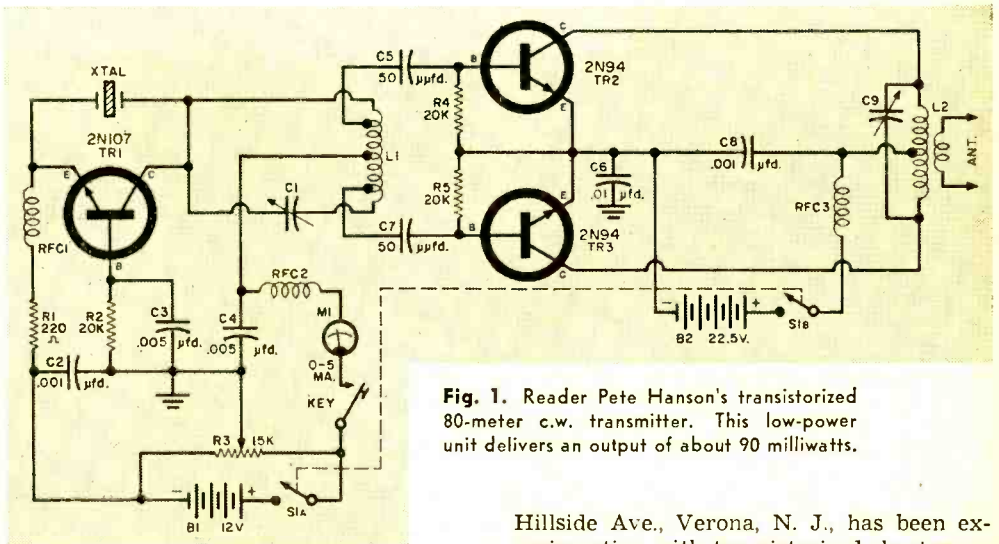 XTAL
2N107
TR1
E
C
B
RFC1
R1
220
Ω
R2
20K
C2
.001 μfd.
C3
.005 μfd.
C4
.005 μfd.
C1
L1
RFC2
M1
0-5
MA.
KEY
R3 15K
- +
B1 12V
S1A
C5
50 μμfd.
R4
20K
R5
20K
C7
50 μμfd.
B
C
E
2N94
TR2
B
E
C
2N94
TR3
C6
.01 μfd.
C8
.001 μfd.
RFC3
C9
L2
ANT.
- +
B2 22.5V.
S1B
Fig. 1. Reader Pete Hanson's transistorized
80-meter c.w. transmitter. This low-power
unit delivers an output of about 90 milliwatts.
Hillside Ave., Verona, N. J., has been ex-